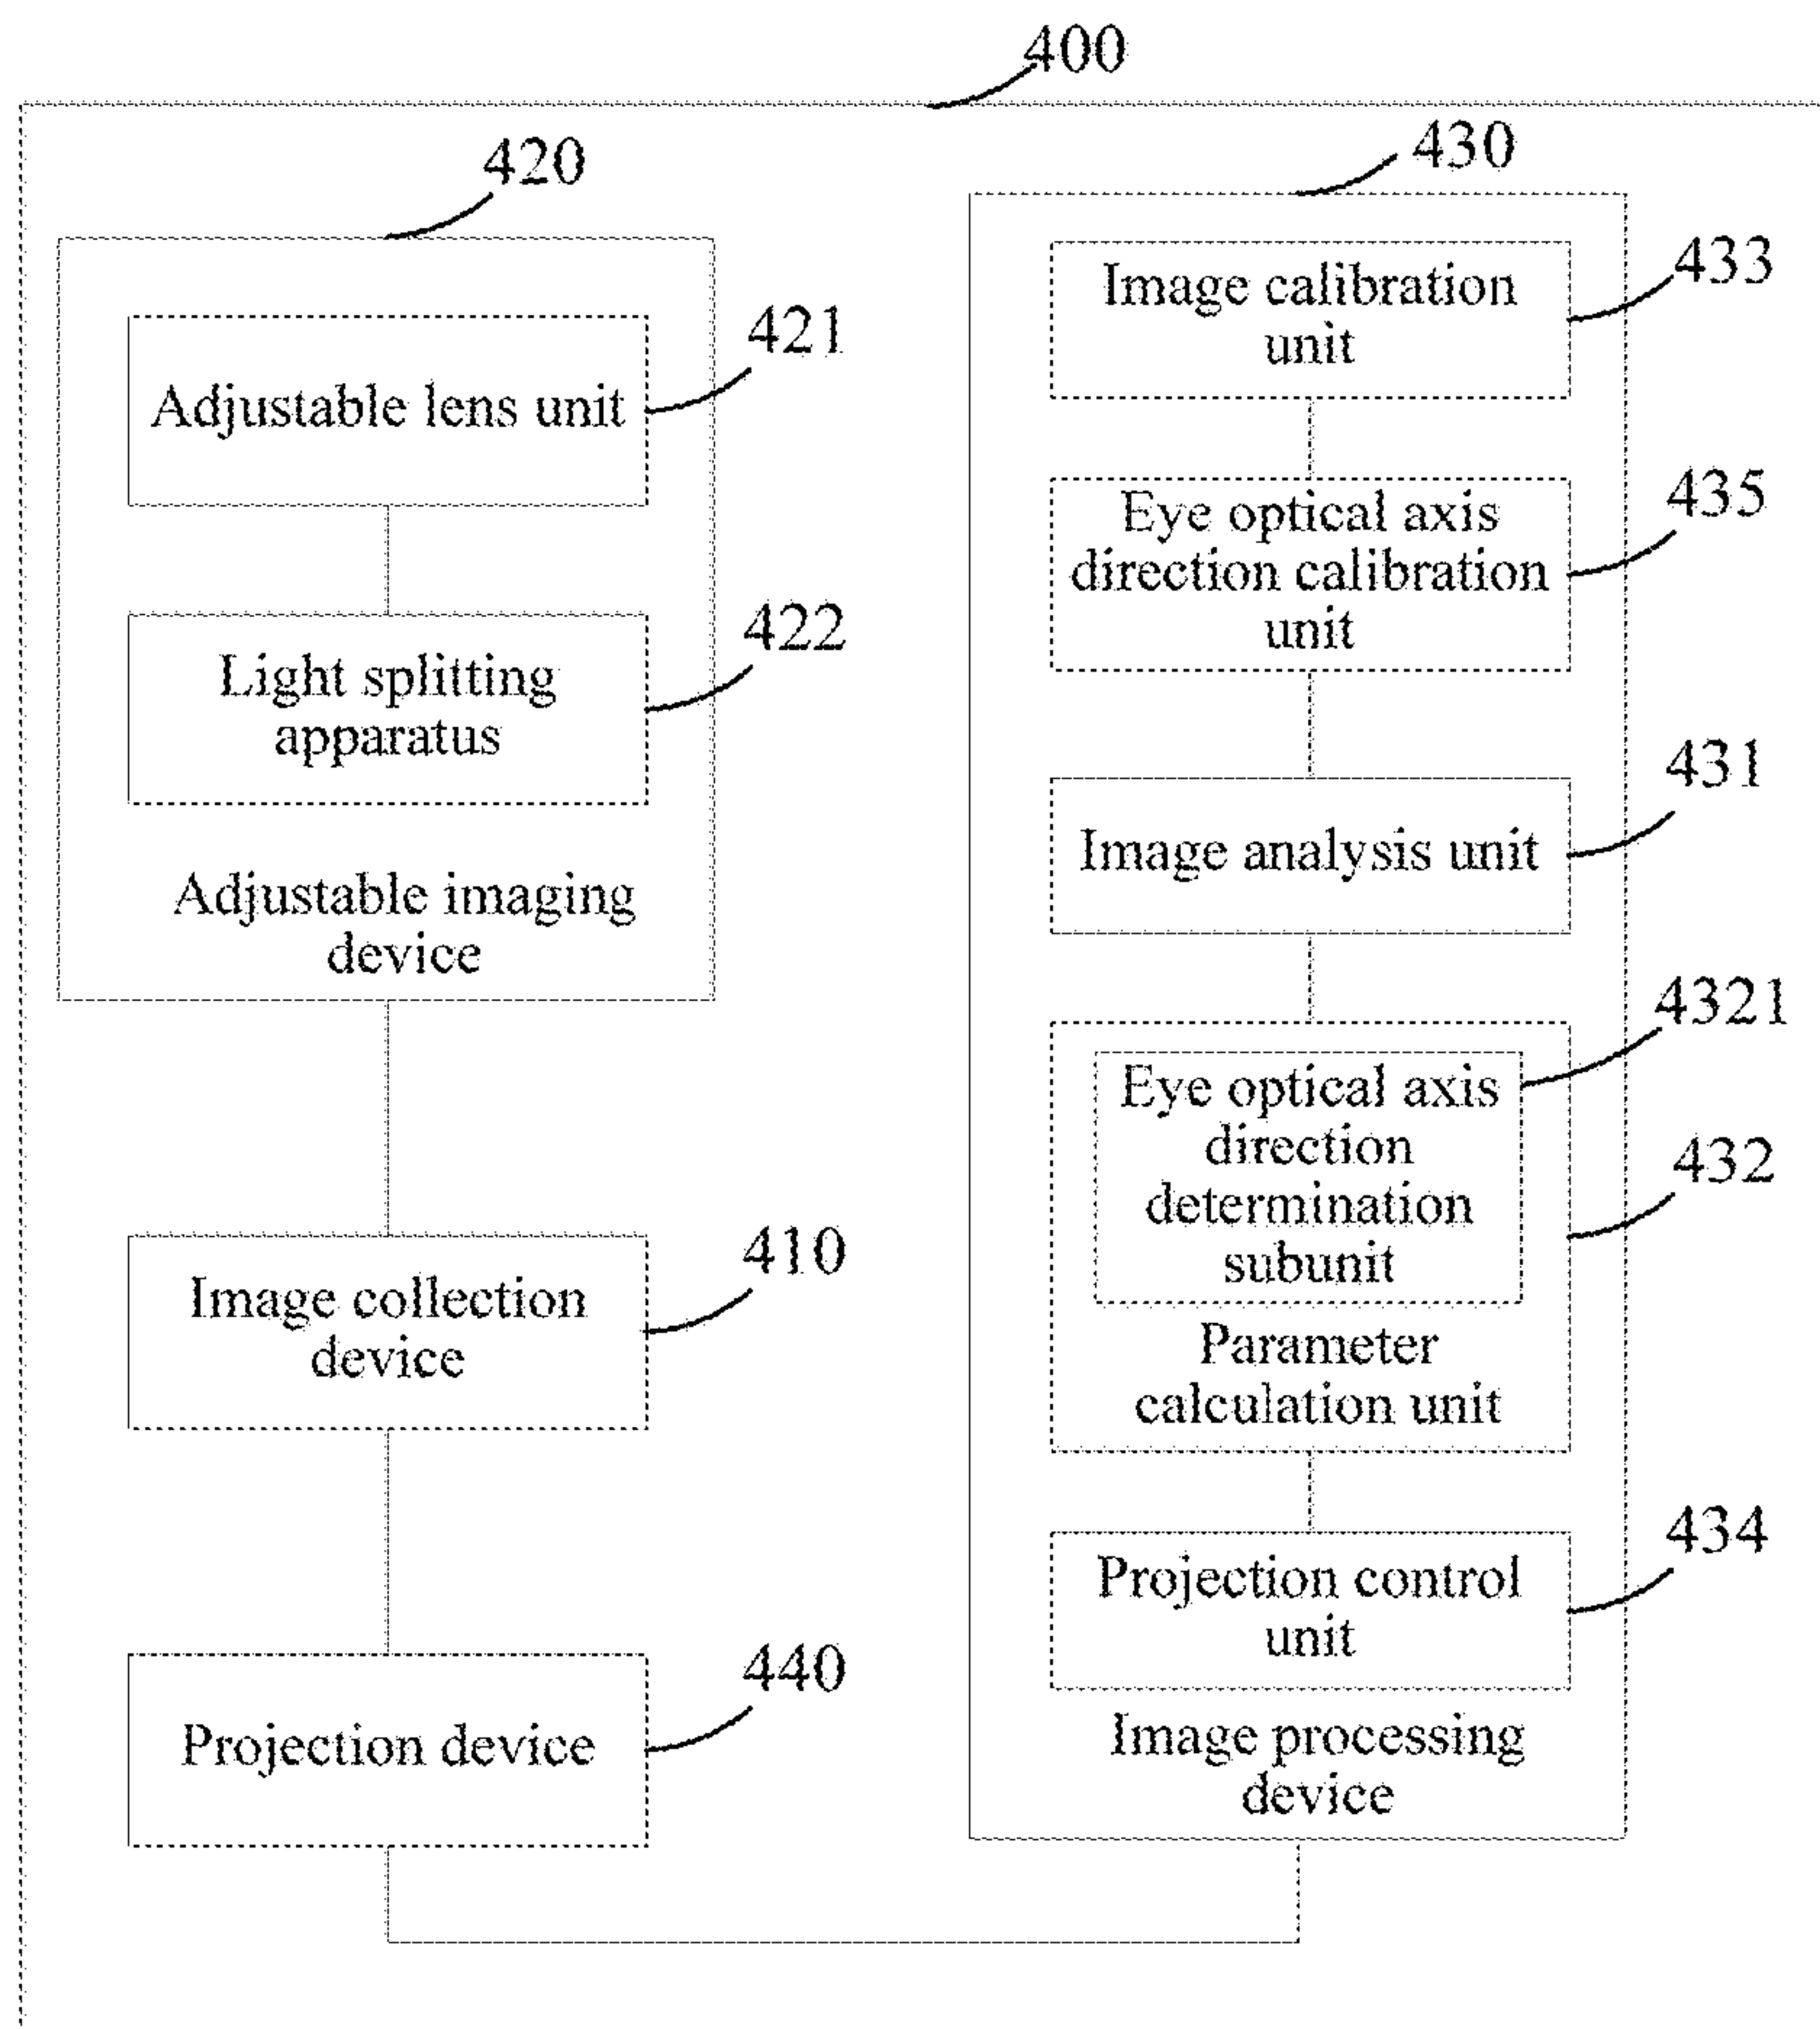 400
420
421
Adjustable lens unit
422
Light splitting
apparatus
Adjustable imaging
device
410
Image collection
device
440
Projection device
430
433
Image calibration
unit
435
Eye optical axis
direction calibration
unit
431
Image analysis unit
4321
Eye optical axis
direction
determination
subunit
432
Parameter
calculation unit
434
Projection control
unit
Image processing
device